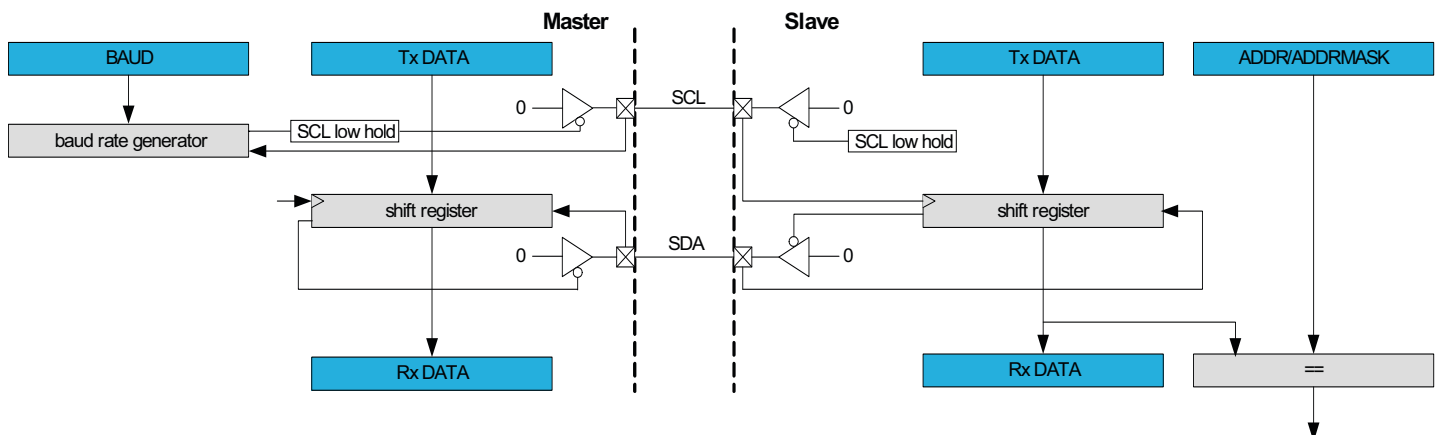 Master Slave
BAUD Tx DATA Tx DATA ADDR/ADDRMASK
0 SCL 0
SCL low hold
baud rate generator
SCL low hold
shift register shift register
SDA
0 0
Rx DATA Rx DATA ==